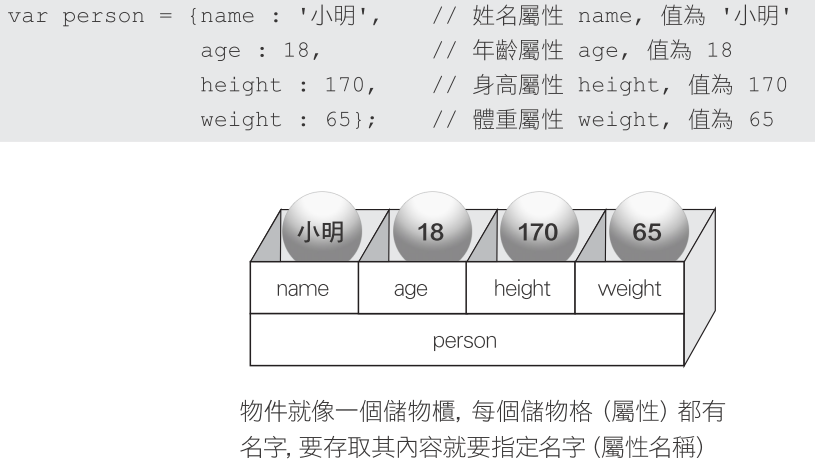 var person = {name : '小明',    // 姓名屬性 name, 值為 '小明'
age : 18,    // 年齡屬性 age, 值為 18
height : 170,    // 身高屬性 height, 值為 170
weight : 65};    // 體重屬性 weight, 值為 65
小明 18 170 65
name age height weight
person
物件就像一個儲物櫃, 每個儲物格 (屬性) 都有
名字, 要存取其內容就要指定名字 (屬性名稱)